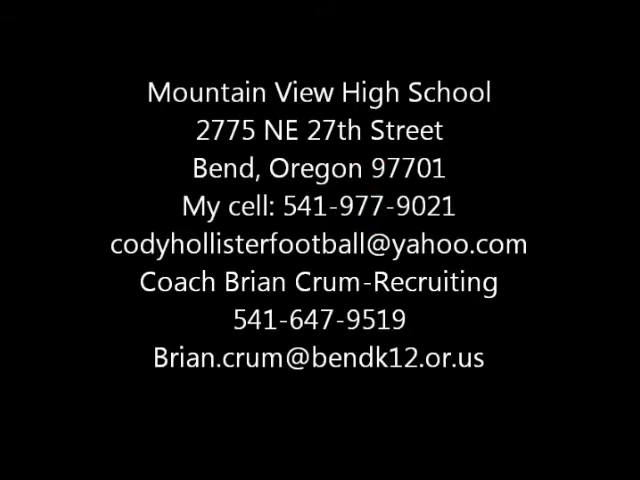 Mountain View High School
2775 NE 27th Street
Bend, Oregon 97701
My cell: 541-977-9021
codyhollisterfootball@yahoo.com
Coach Brian Crum-Recruiting
541-647-9519
Brian.crum@bendk12.or.us